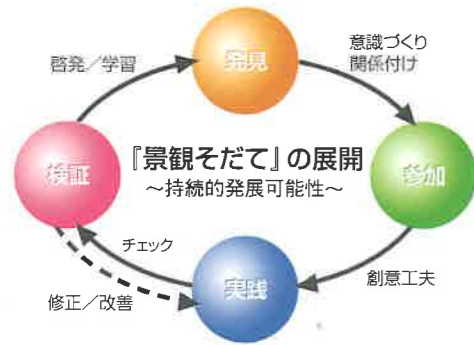 発見
啓発／学習
意識づくり
関係付け
検証
『景観そだて』の展開
～持続的発展可能性～
参加
チェック
実践
修正／改善
創意工夫